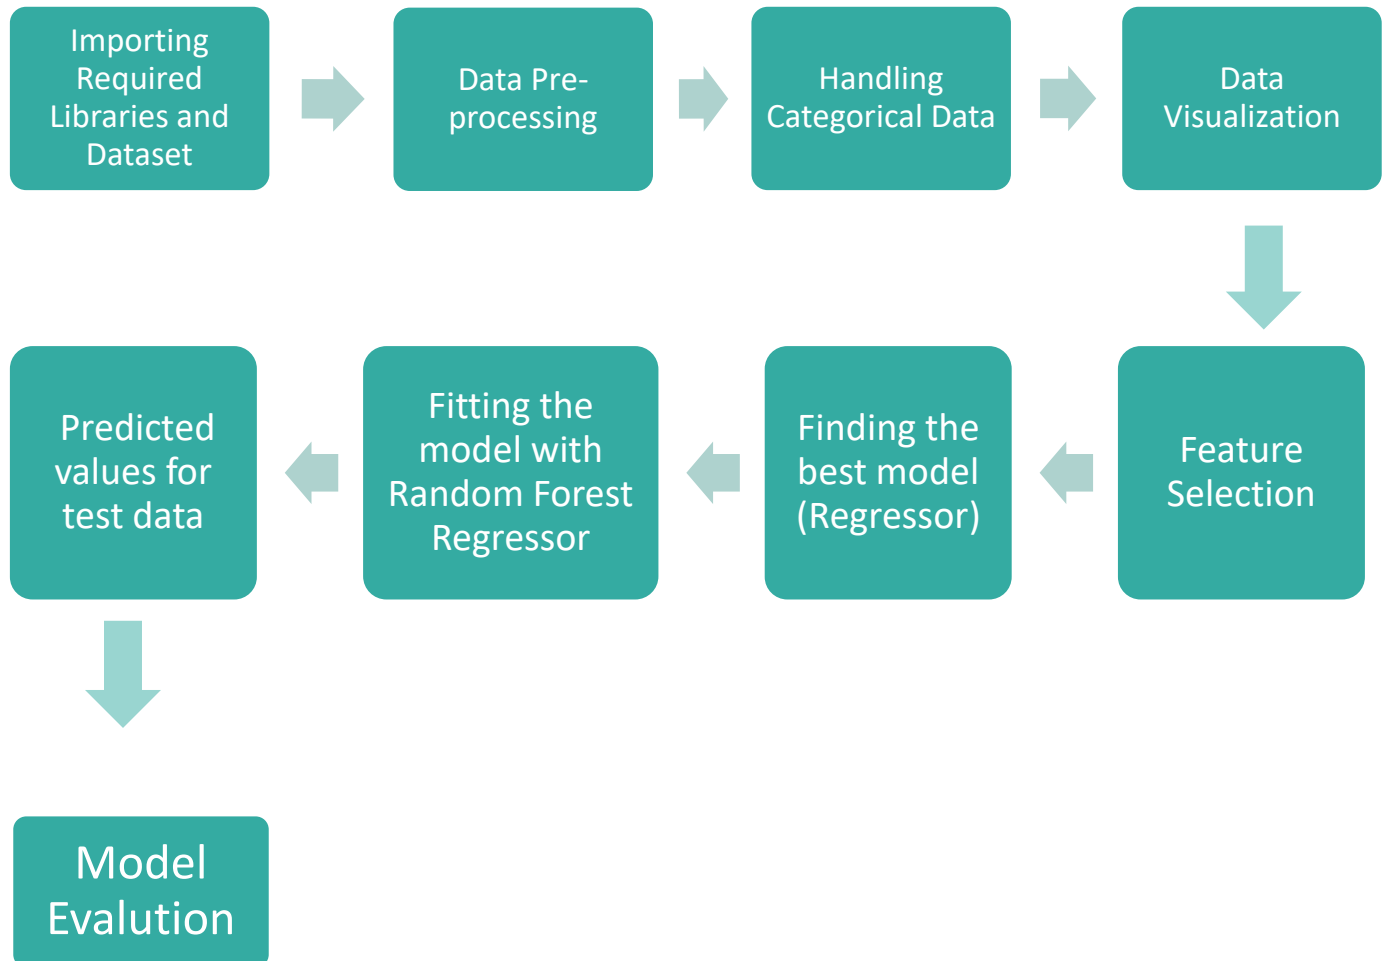 Importing
Required
Libraries and
Dataset
Data Pre-
processing
Handling
Categorical Data
Data
Visualization
Feature
Selection
Finding the
best model
(Regressor)
Fitting the
model with
Random Forest
Regressor
Predicted
values for
test data
Model
Evalution